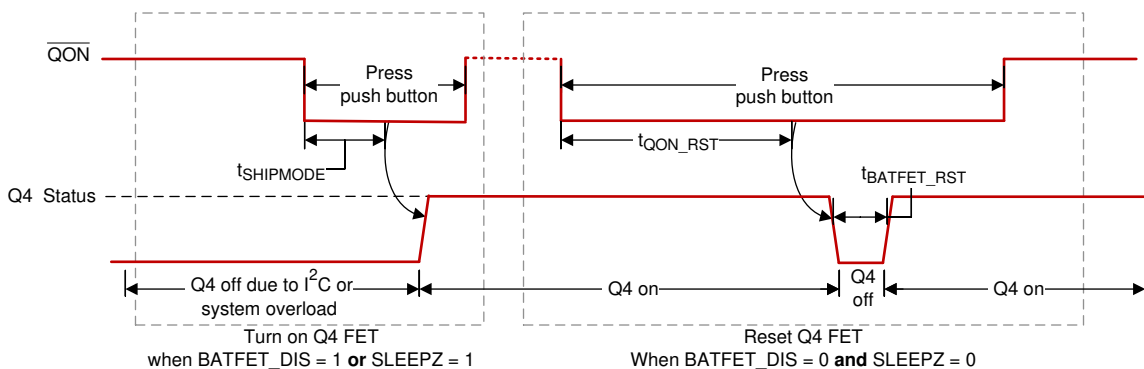 QON
Press
push button
Press
push button
tSHIPMODE
tQON_RST
tBATFET_RST
Q4 Status
Q4 off due to I2C or
system overload
Q4 on
Q4
off
Q4 on
Turn on Q4 FET
when BATFET_DIS = 1 or SLEEPZ = 1
Reset Q4 FET
When BATFET_DIS = 0 and SLEEPZ = 0